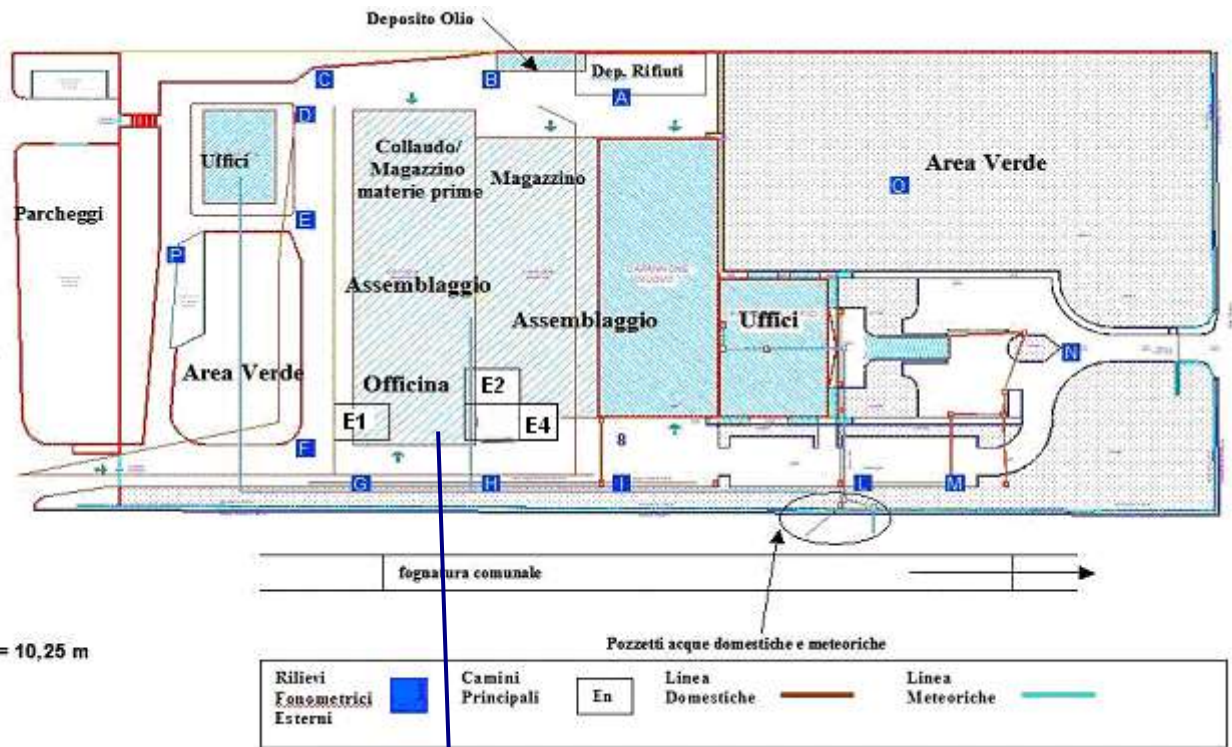 Deposito Olio
Dep. Rifiuti
C
B
A
D
Uffici
Collaudo/
Magazzino
materie prime
Magazzino
Area Verde
Q
Parcheggi
E
P
Assemblaggio
CAPANNONE
NUOVO
Assemblaggio
Uffici
N
Area Verde
Officina
E2
E1
E4
F
8
G
H
I
L
M
fognatura comunale
= 10,25 m
Pozzetti acque domestiche e meteoriche
Rilievi
Fonometrici
Esterni
Camini
Principali
En
Linea
Domestiche
Linea
Meteoriche